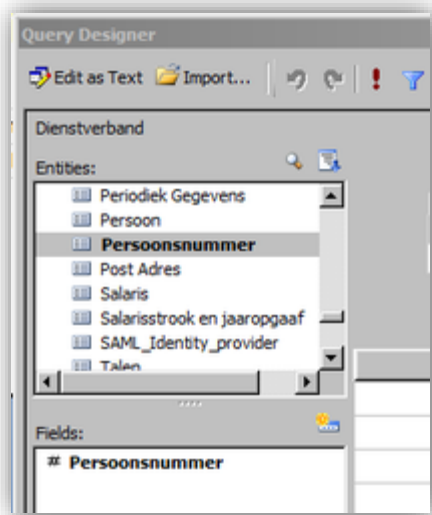 Query Designer
Edit as Text Import...
Dienstverband
Entities:
Periodiek Gegevens
Persoon
Persoonsnummer
Post Adres
Salaris
Salarisstrook en jaaropgaaf
SAML_Identity_provider
Talen
Fields:
# Persoonsnummer